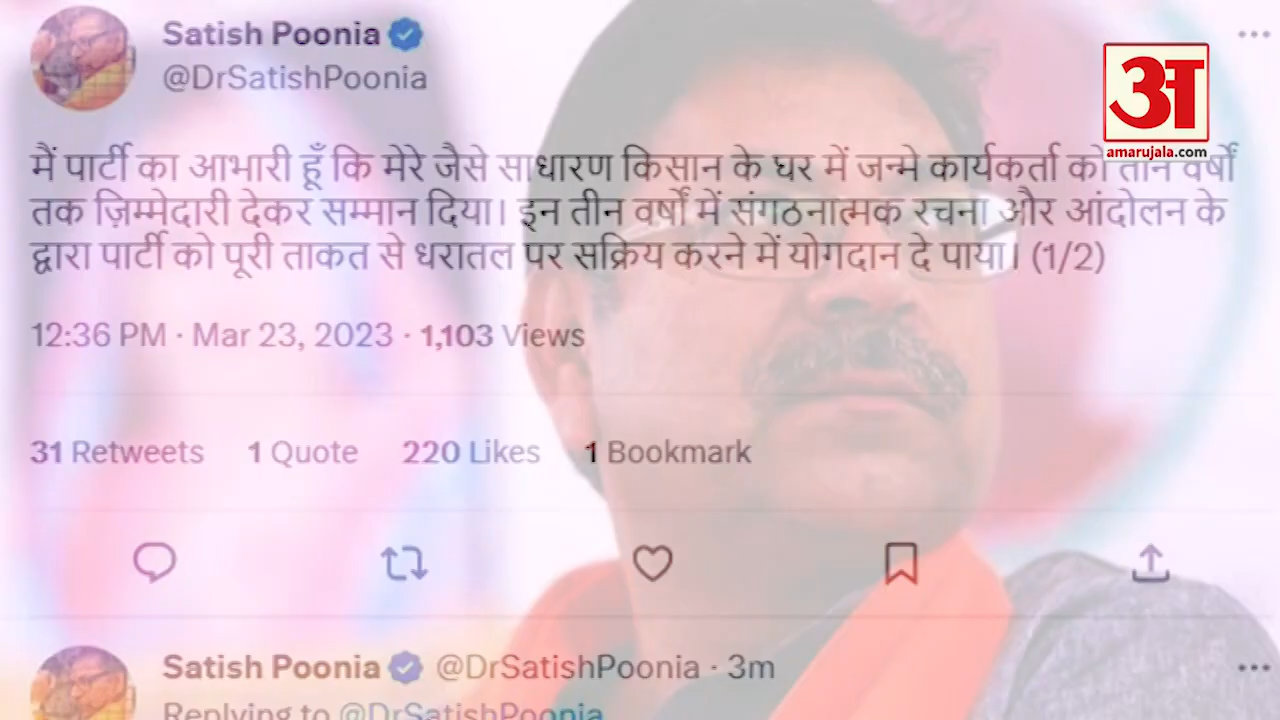 Satish Poonia
@DrSatishPoonia
अ
amarujala.com
मैं पार्टी का आभारी हूँ कि मेरे जैसे साधारण किसान के घर में जन्मे कार्यकर्ता को तीन वर्षों
तक ज़िम्मेदारी देकर सम्मान दिया। इन तीन वर्षों में संगठनात्मक रचना और आंदोलन के
द्वारा पार्टी को पूरी ताकत से धरातल पर सक्रिय करने में योगदान दे पाया। (1/2)
12:36 PM · Mar 23, 2023 · 1,103 Views
31 Retweets 1 Quote 220 Likes 1 Bookmark
Satish Poonia @DrSatishPoonia · 3m
Replying to @DrSatishPoonia